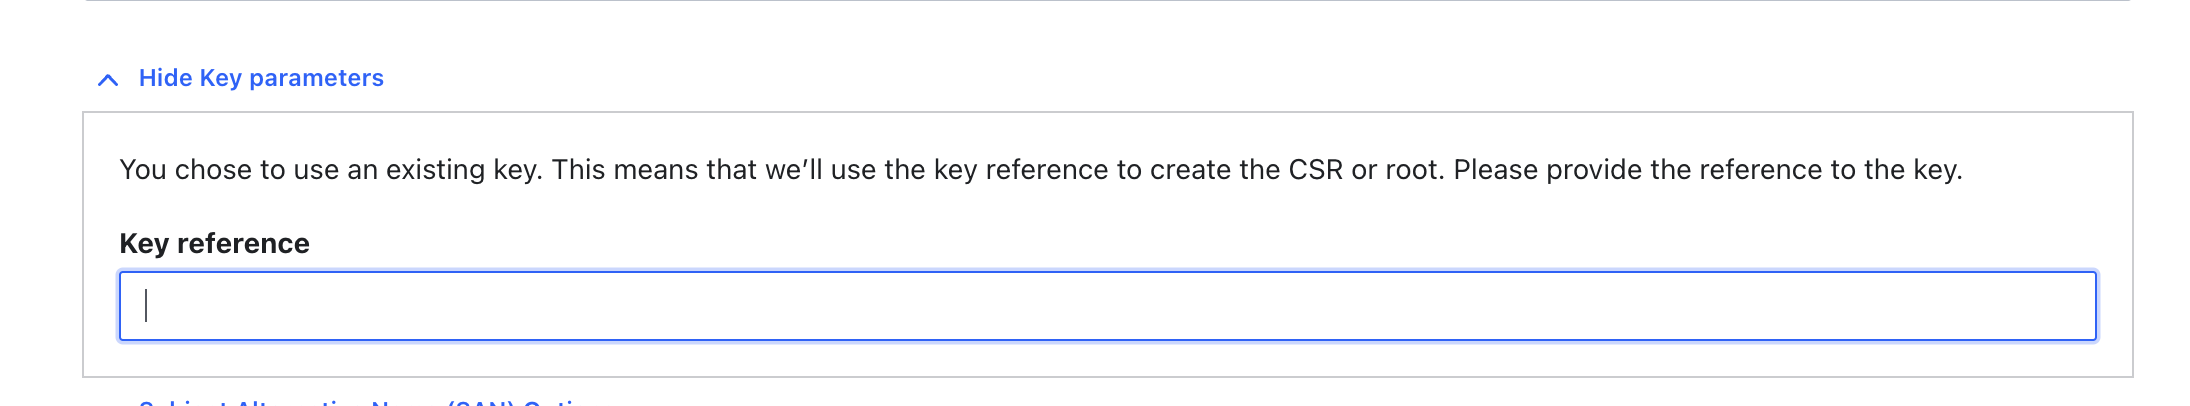 Hide Key parameters
You chose to use an existing key. This means that we’ll use the key reference to create the CSR or root. Please provide the reference to the key.
Key reference